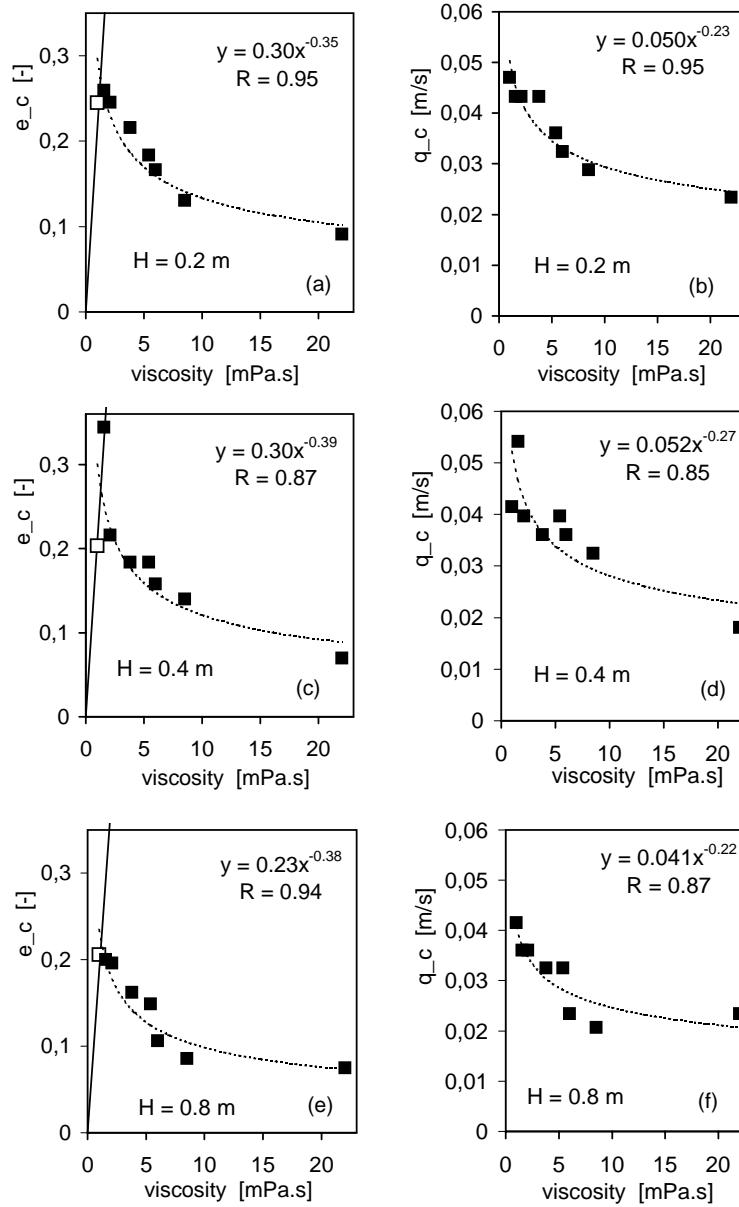 0,3
0,2
0,1
0
e_c [-]
y = 0.30x^-0.35
R = 0.95
H = 0.2 m
(a)
0 5 10 15 20
viscosity [mPa.s]
0,06
0,05
0,04
0,03
0,02
0,01
0,00
q_c [m/s]
y = 0.050x^-0.23
R = 0.95
H = 0.2 m
(b)
0 5 10 15 20
viscosity [mPa.s]
0,3
0,2
0,1
0
e_c [-]
y = 0.30x^-0.39
R = 0.87
H = 0.4 m
(c)
0 5 10 15 20
viscosity [mPa.s]
0,06
0,05
0,04
0,03
0,02
0,01
0,00
q_c [m/s]
y = 0.052x^-0.27
R = 0.85
H = 0.4 m
(d)
0 5 10 15 20
viscosity [mPa.s]
0,3
0,2
0,1
0
e_c [-]
y = 0.23x^-0.38
R = 0.94
H = 0.8 m
(e)
0 5 10 15 20
viscosity [mPa.s]
0,06
0,05
0,04
0,03
0,02
0,01
0,00
q_c [m/s]
y = 0.041x^-0.22
R = 0.87
H = 0.8 m
(f)
0 5 10 15 20
viscosity [mPa.s]